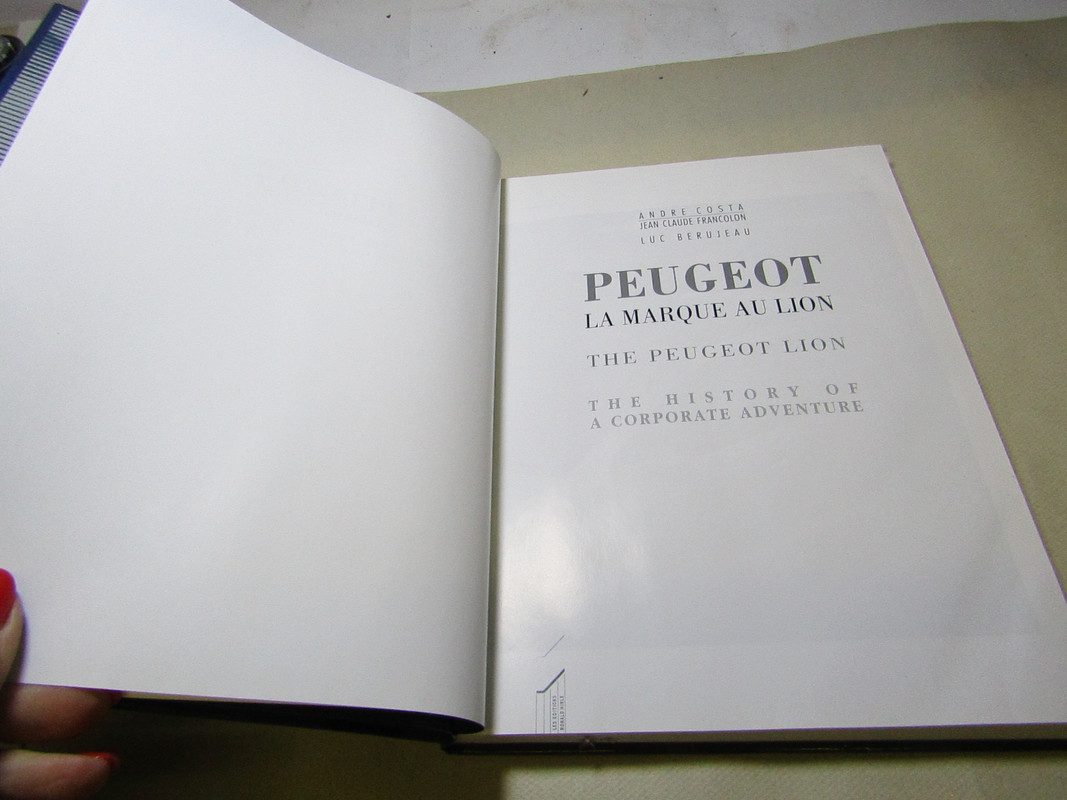 ANDRE COSTA
JEAN CLAUDE FRANCOLON
LUC BERUJEAU
PEUGEOT
LA MARQUE AU LION
THE PEUGEOT LION
THE HISTORY OF
A CORPORATE ADVENTURE